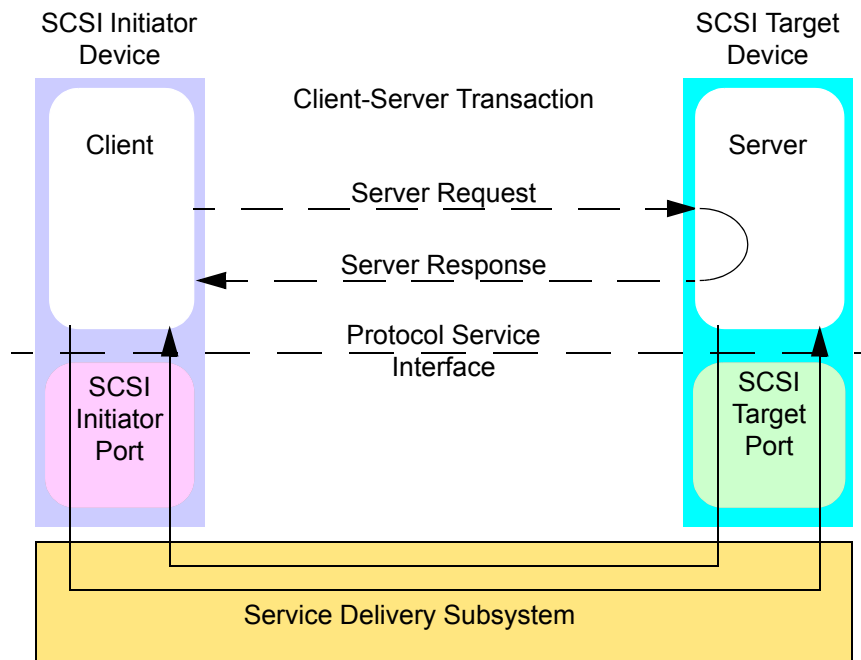 SCSI Initiator
Device
SCSI Target
Device
Client-Server Transaction
Client
Server
Server Request
Server Response
Protocol Service
Interface
SCSI
Initiator
Port
SCSI
Target
Port
Service Delivery Subsystem